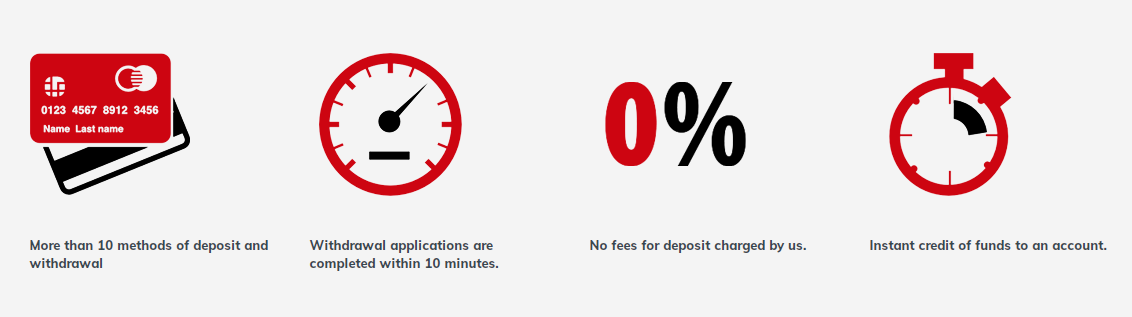 0123 4567 8912 3456
Name Last name
0%
More than 10 methods of deposit and
withdrawal
Withdrawal applications are
completed within 10 minutes.
No fees for deposit charged by us.
Instant credit of funds to an account.